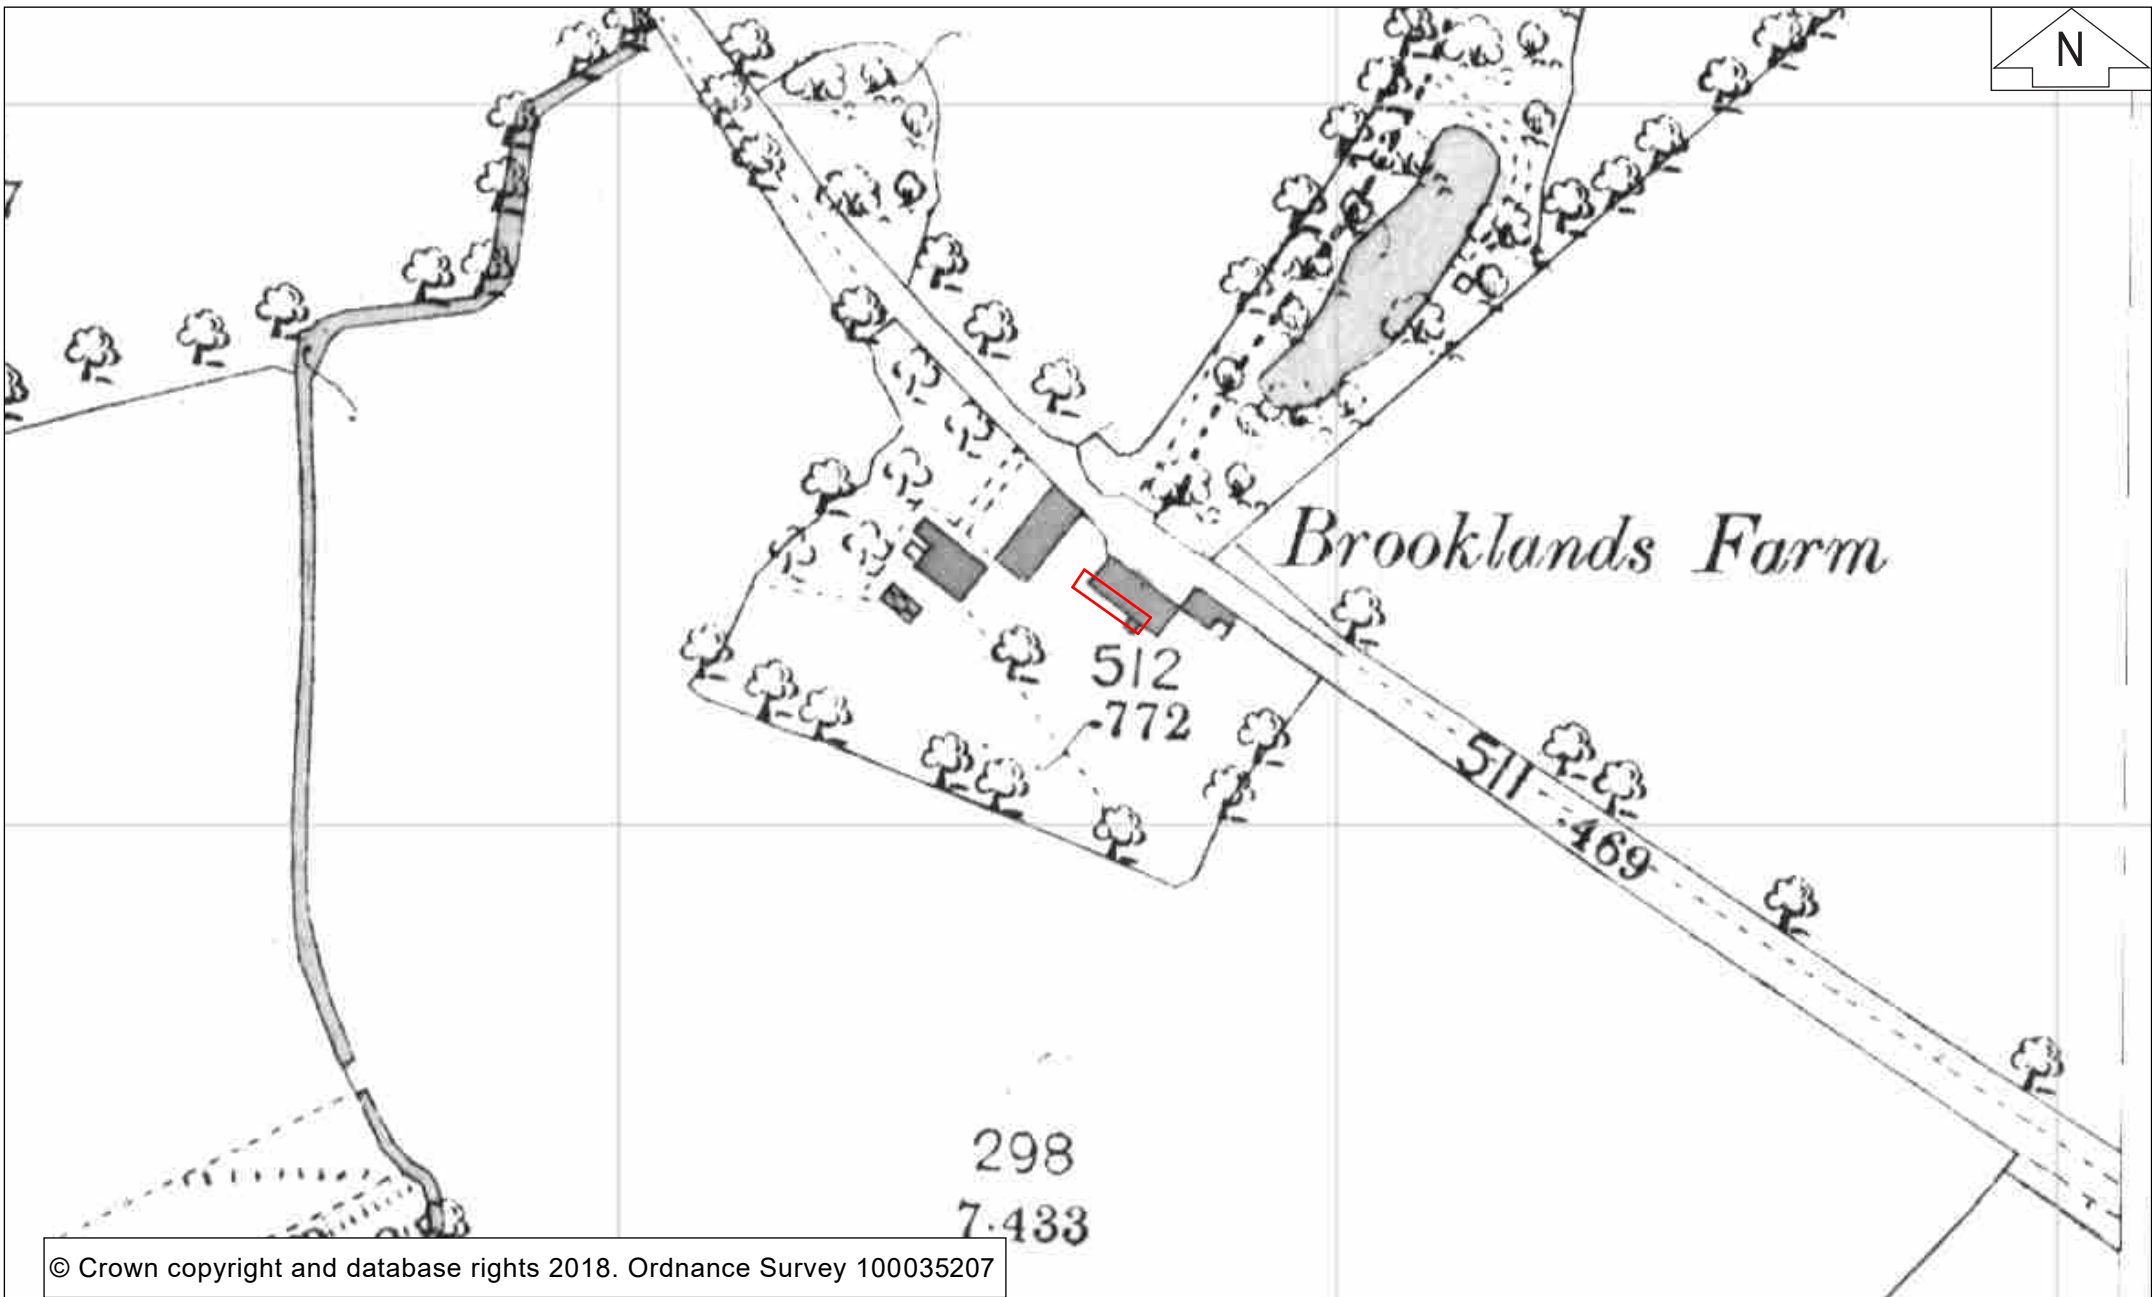 N
Brooklands Farm
512
.772
511
.469
298
7.433
© Crown copyright and database rights 2018. Ordnance Survey 100035207